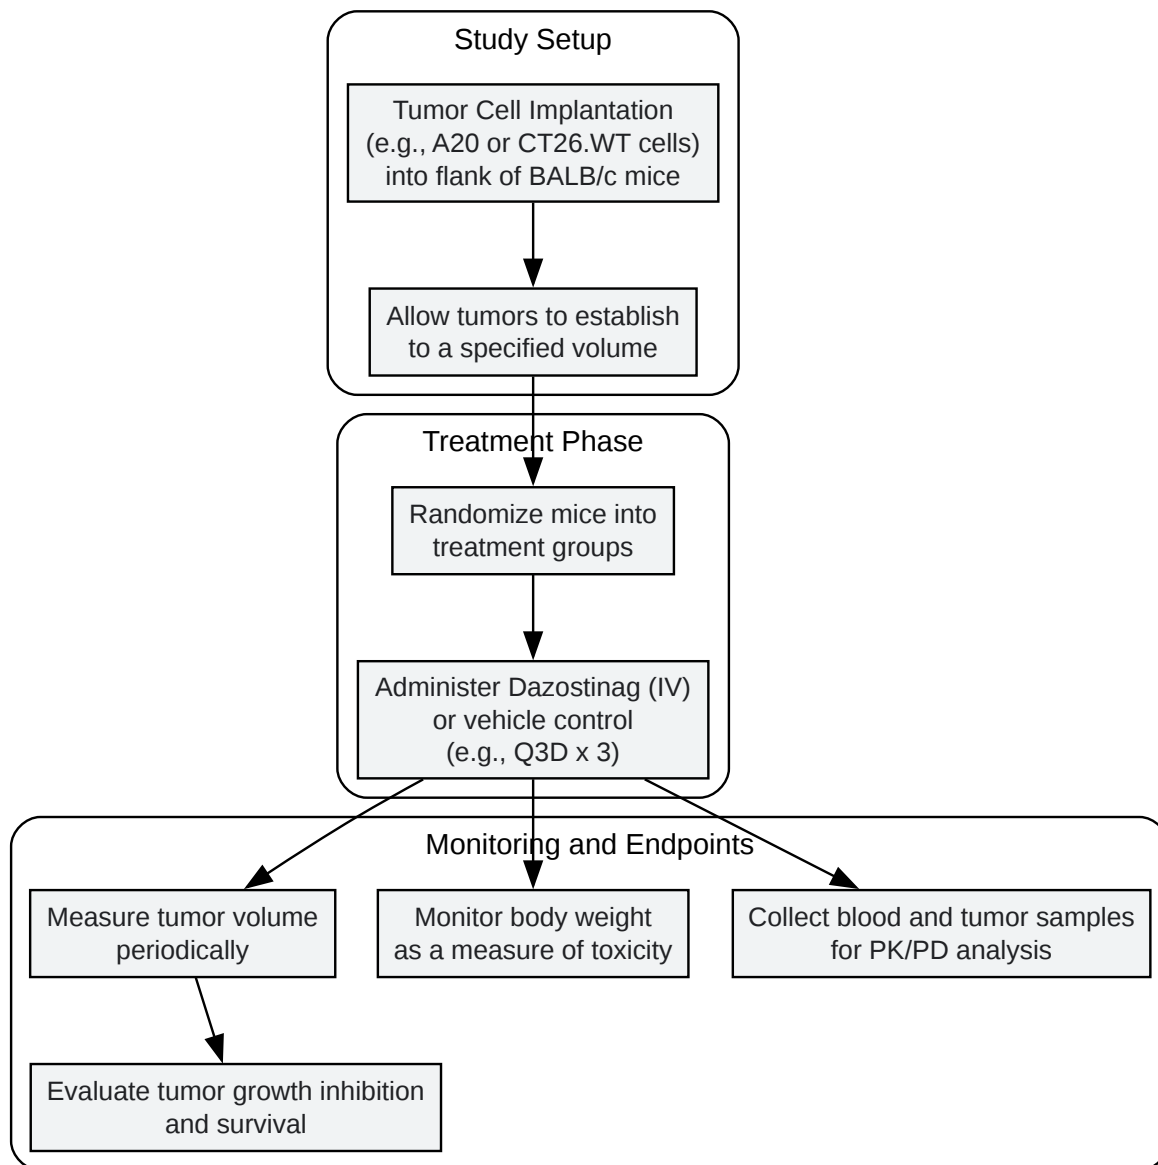 Study Setup
Tumor Cell Implantation
(e.g., A20 or CT26.WT cells)
into flank of BALB/c mice
Allow tumors to establish
to a specified volume
Treatment Phase
Randomize mice into
treatment groups
Administer Dazostinag (IV)
or vehicle control
(e.g., Q3D x 3)
Monitoring and Endpoints
Measure tumor volume
periodically
Monitor body weight
as a measure of toxicity
Collect blood and tumor samples
for PK/PD analysis
Evaluate tumor growth inhibition
and survival